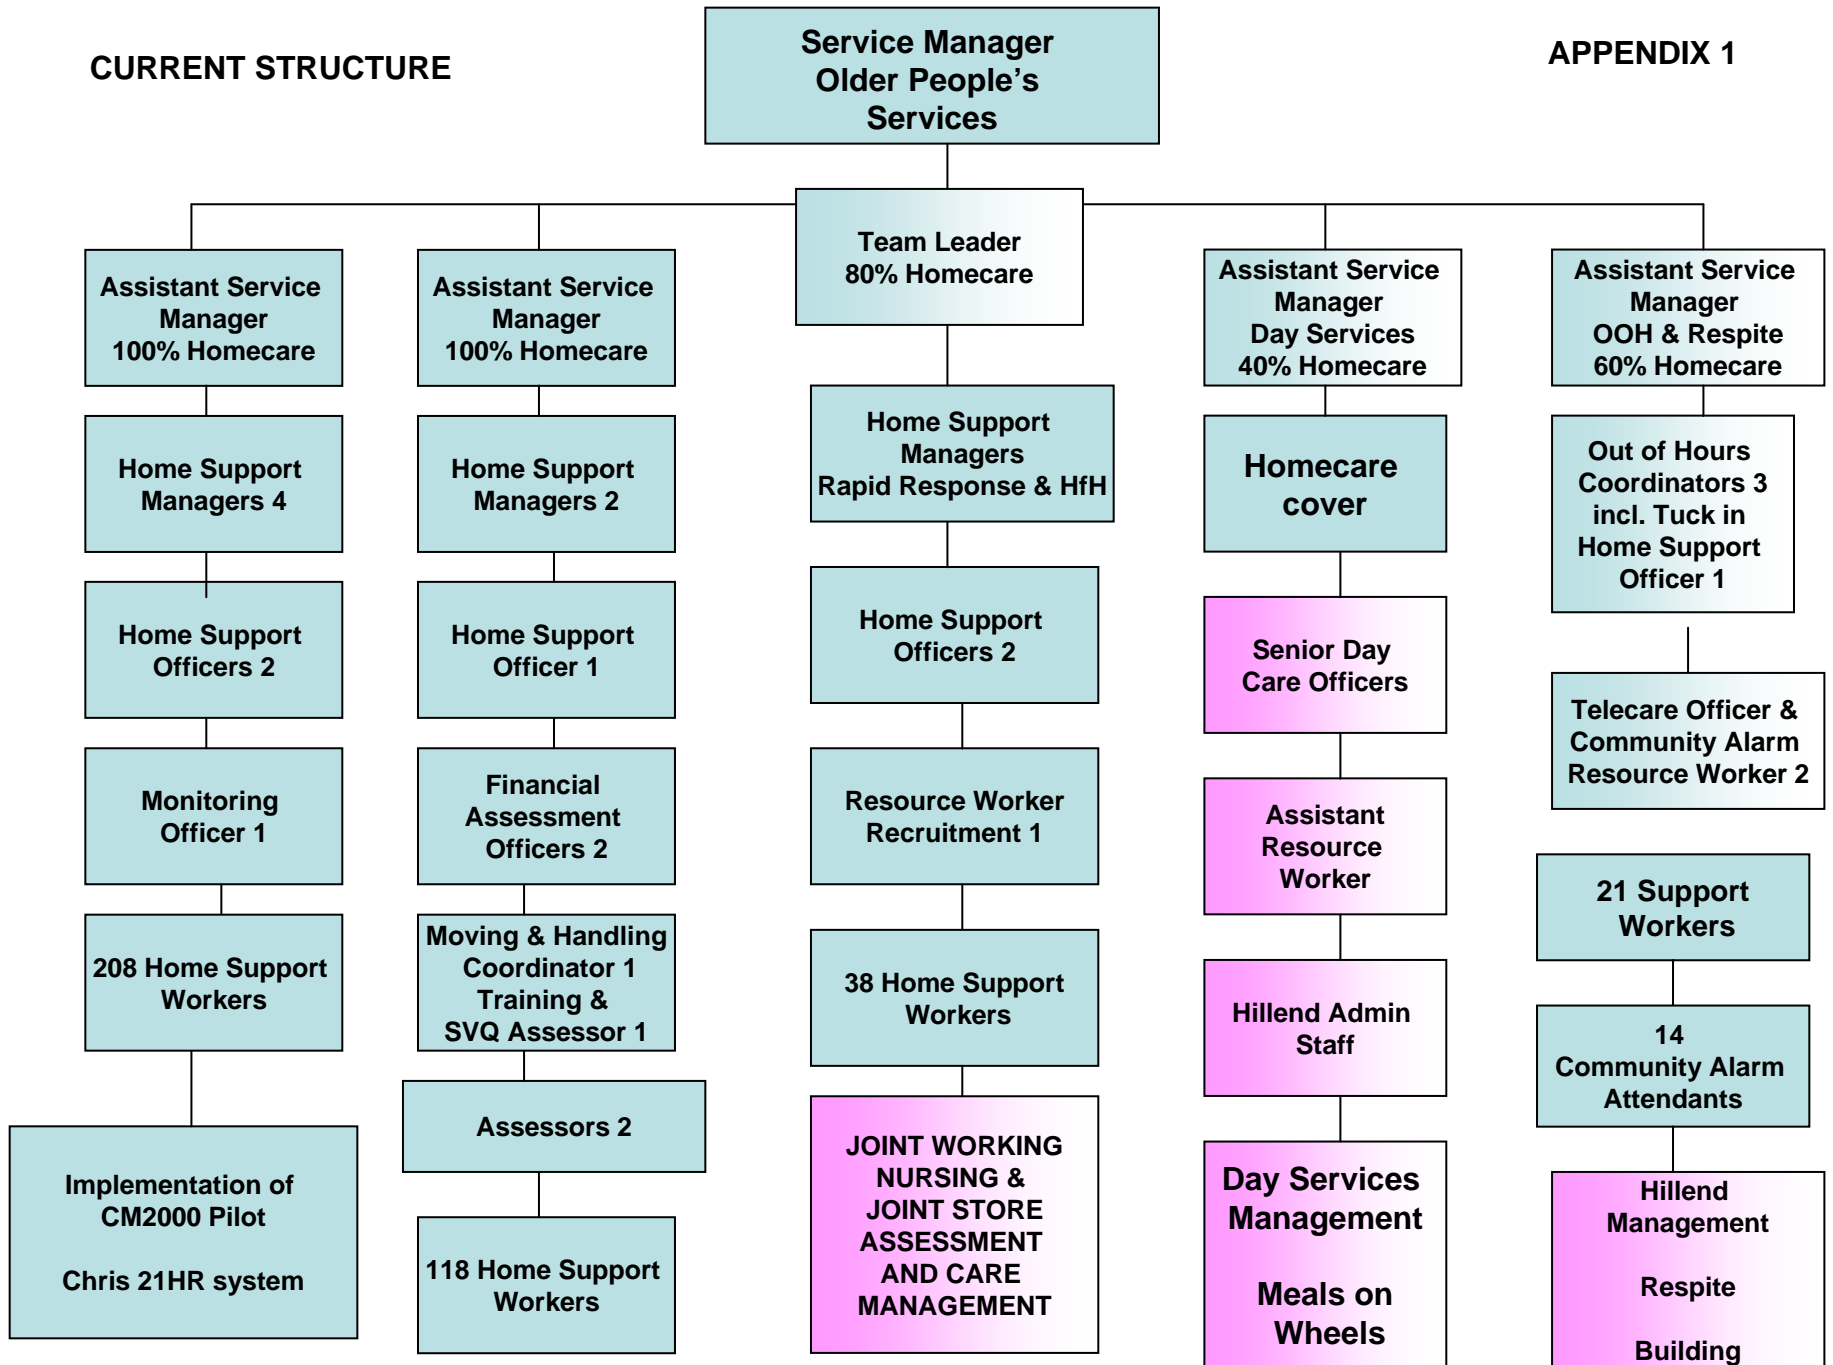 CURRENT STRUCTURE
APPENDIX 1
Service Manager
Older People's
Services
Assistant Service
Manager
100% Homecare
Home Support
Managers 4
Home Support
Officers 2
Monitoring
Officer 1
208 Home Support
Workers
Implementation of
CM2000 Pilot
Chris 21HR system
Assistant Service
Manager
100% Homecare
Home Support
Managers 2
Home Support
Officer 1
Financial
Assessment
Officers 2
Moving & Handling
Coordinator 1
Training &
SVQ Assessor 1
Assessors 2
118 Home Support
Workers
Team Leader
80% Homecare
Home Support
Managers
Rapid Response & HfH
Home Support
Officers 2
Resource Worker
Recruitment 1
38 Home Support
Workers
JOINT WORKING
NURSING &
JOINT STORE
ASSESSMENT
AND CARE
MANAGEMENT
Assistant Service
Manager
Day Services
40% Homecare
Homecare
cover
Senior Day
Care Officers
Assistant
Resource
Worker
Hillend Admin
Staff
Day Services
Management
Meals on
Wheels
Assistant Service
Manager
OOH & Respite
60% Homecare
Out of Hours
Coordinators 3
incl. Tuck in
Home Support
Officer 1
Telecare Officer &
Community Alarm
Resource Worker 2
21 Support
Workers
14
Community Alarm
Attendants
Hillend
Management
Respite
Building